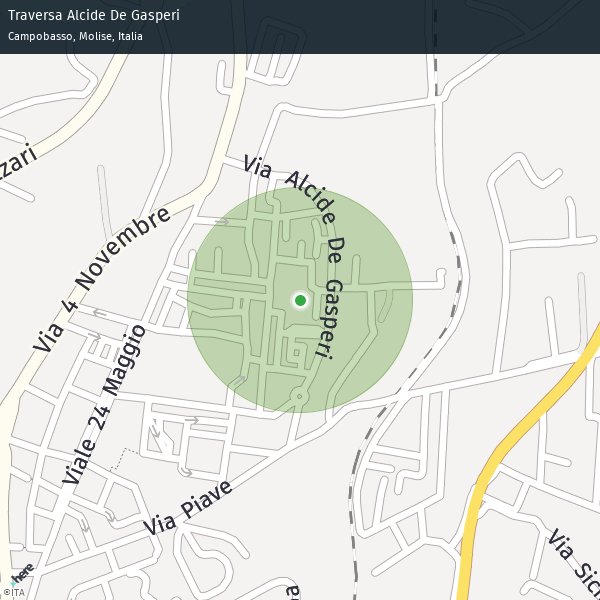 Traversa Alcide De Gasperi
Campobasso, Molise, Italia
zzari
Via Alcide De Gasperi
Via 4 Novembre
Viale 24 Maggio
Via Piave
Via Sic
a
here
©ITA